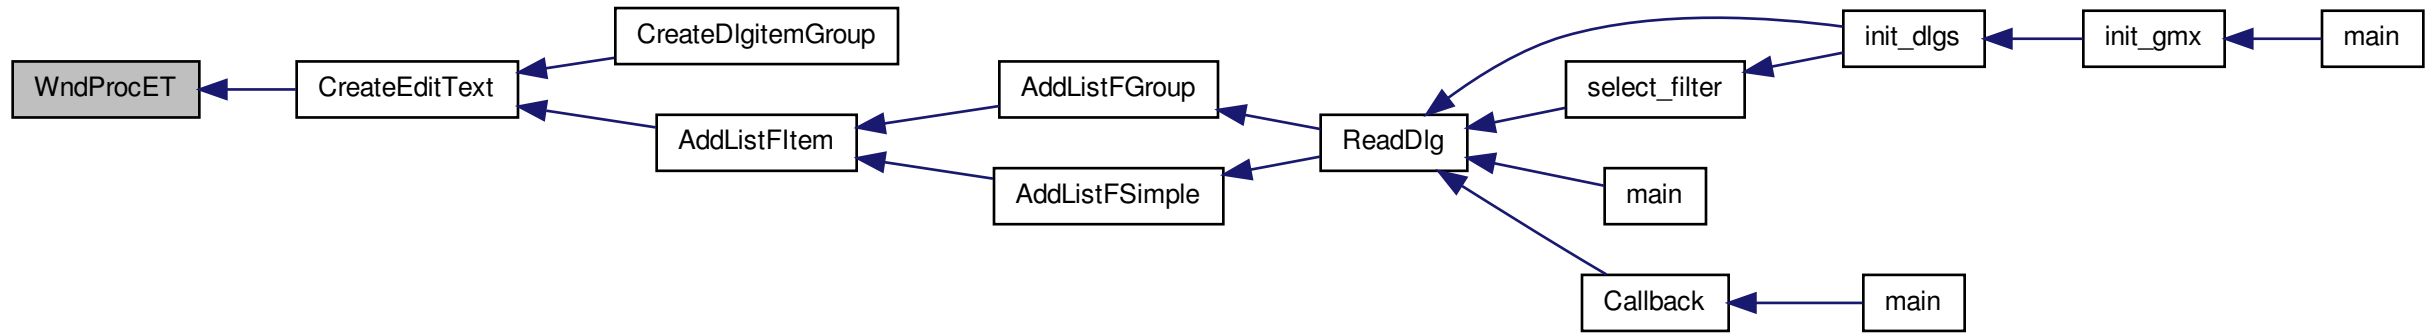 WndProcET
CreateEditText
CreateDlgitemGroup
AddListFItem
AddListFGroup
AddListFSimple
ReadDlg
init_dlgs
select_filter
main
Callback
init_gmx
main
main